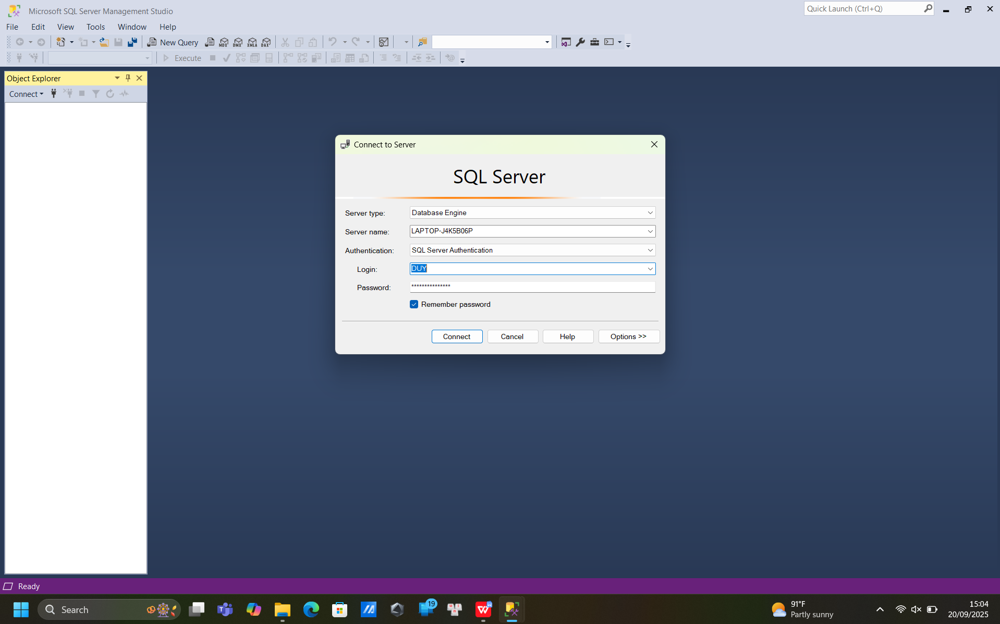 Microsoft SQL Server Management Studio
Quick Launch (Ctrl+Q)
File Edit View Tools Window Help
New Query
MDX DMX XMLA DAX
Execute
Object Explorer
Connect
Connect to Server
SQL Server
Server type: Database Engine
Server name: LAPTOP-J4K5B06P
Authentication: SQL Server Authentication
Login: DUY
Password: ***************
Remember password
Connect Cancel Help Options >>
Ready
Search
19
91°F
Partly sunny
15:04
20/09/2025